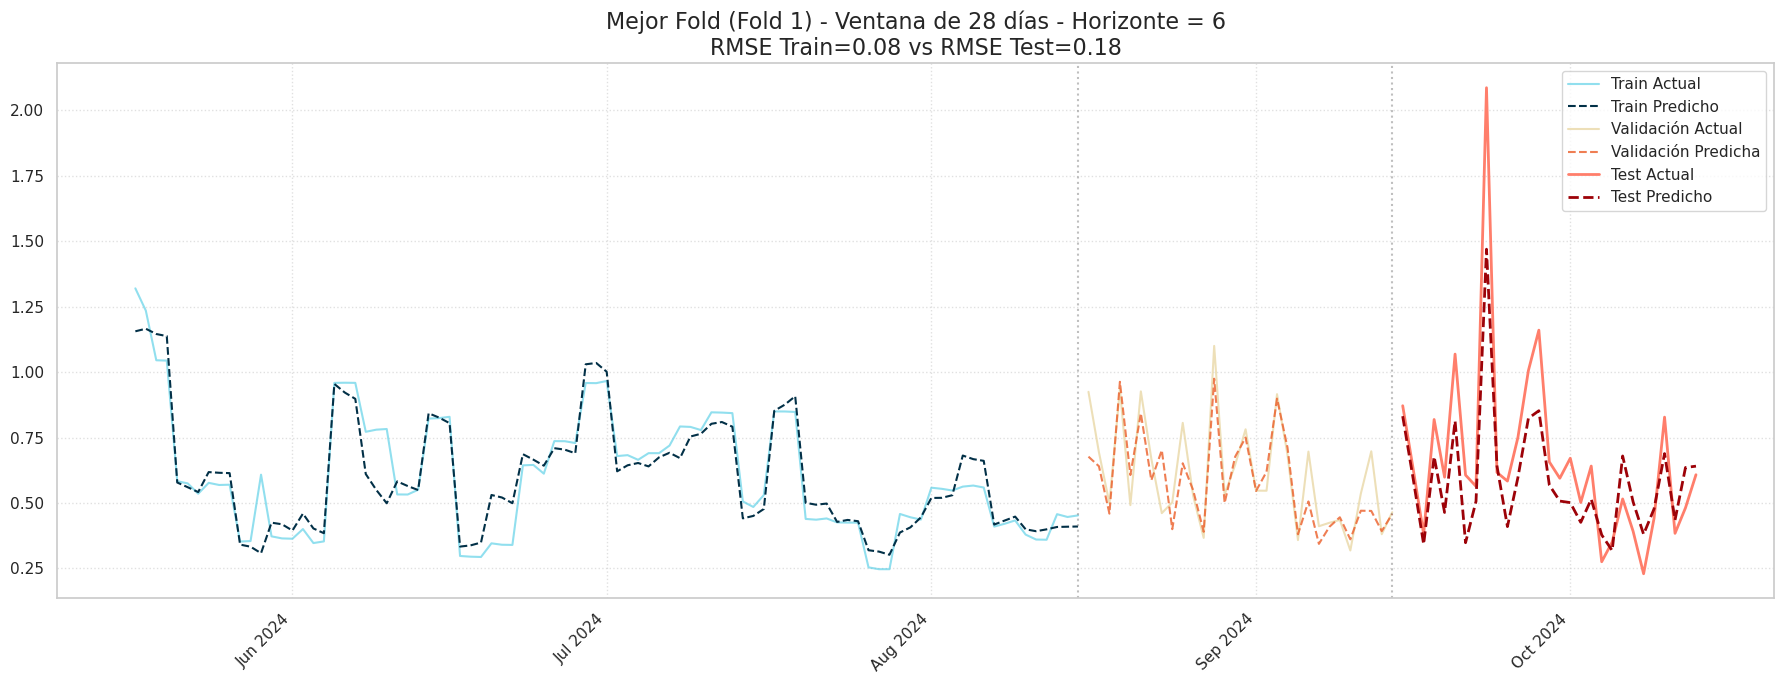 Mejor Fold (Fold 1) - Ventana de 28 días - Horizonte = 6
RMSE Train=0.08 vs RMSE Test=0.18
Train Actual
Train Predicho
Validación Actual
Validación Predicha
Test Actual
Test Predicho
2.00
1.75
1.50
1.25
1.00
0.75
0.50
0.25
Jun 2024
Jul 2024
Aug 2024
Sep 2024
Oct 2024